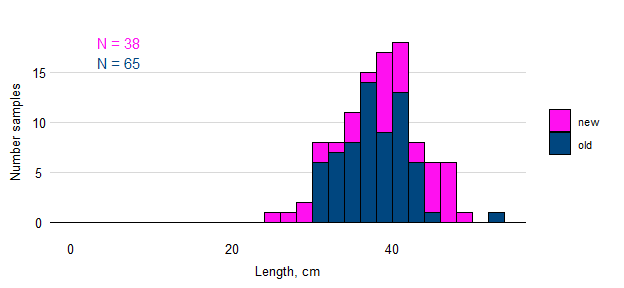 N = 38
N = 65
Number samples
15
10
5
0
0 20 40
Length, cm
new
old